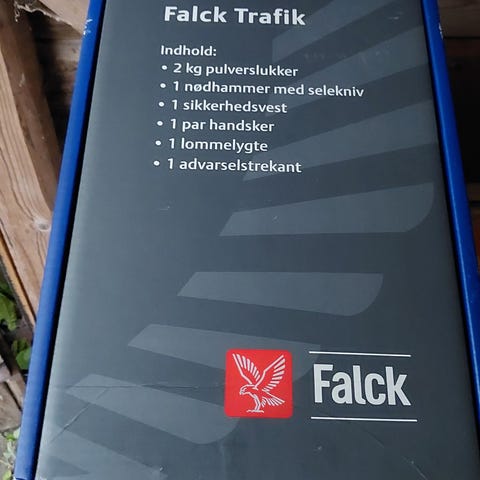 Falck Trafik
Indhold:
• 2 kg pulverslukker
• 1 nødhammer med selekniv
• 1 sikkerhedsvest
• 1 par handsker
• 1 lommelygte
• 1 advarselstrekant
Falck